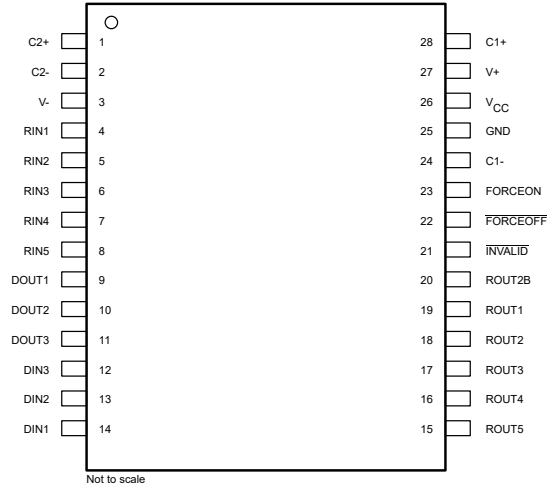 C2+ 1 28 C1+
C2- 2 27 V+
V- 3 26 VCC
RIN1 4 25 GND
RIN2 5 24 C1-
RIN3 6 23 FORCEON
RIN4 7 22 FORCEOFF
RIN5 8 21 INVALID
DOUT1 9 20 ROUT2B
DOUT2 10 19 ROUT1
DOUT3 11 18 ROUT2
DIN3 12 17 ROUT3
DIN2 13 16 ROUT4
DIN1 14 15 ROUT5
Not to scale